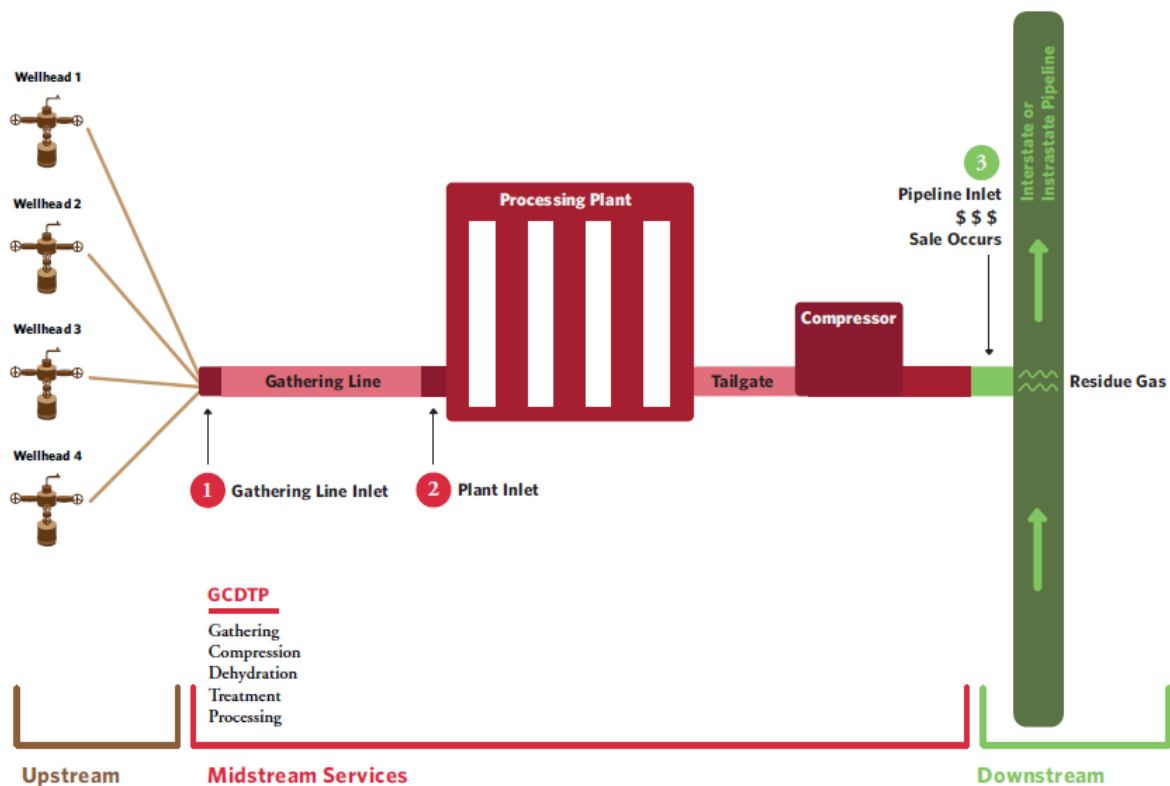 Wellhead 1
Wellhead 2
Wellhead 3
Wellhead 4
1 Gathering Line Inlet
Gathering Line
2 Plant Inlet
Processing Plant
Tailgate
Compressor
3
Pipeline Inlet
$ $ $
Sale Occurs
Interstate or
Instrastate Pipeline
Residue Gas
GCDTP
Gathering
Compression
Dehydration
Treatment
Processing
Upstream
Midstream Services
Downstream